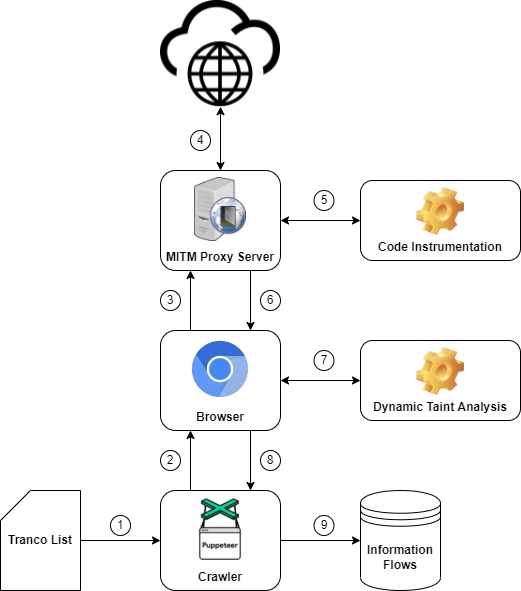 4
5
MITM Proxy Server
Code Instrumentation
3
6
7
Browser
Dynamic Taint Analysis
2
8
Tranco List
1
Puppeteer
Crawler
9
Information
Flows